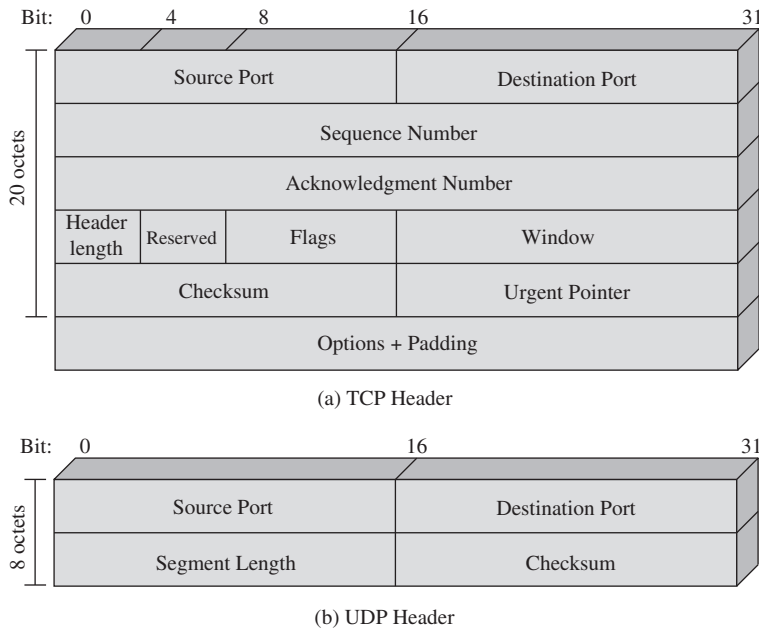 Bit: 0 4 8 16 31
20 octets
Source Port Destination Port
Sequence Number
Acknowledgment Number
Header length Reserved Flags Window
Checksum Urgent Pointer
Options + Padding
(a) TCP Header
Bit: 0 16 31
8 octets
Source Port Destination Port
Segment Length Checksum
(b) UDP Header